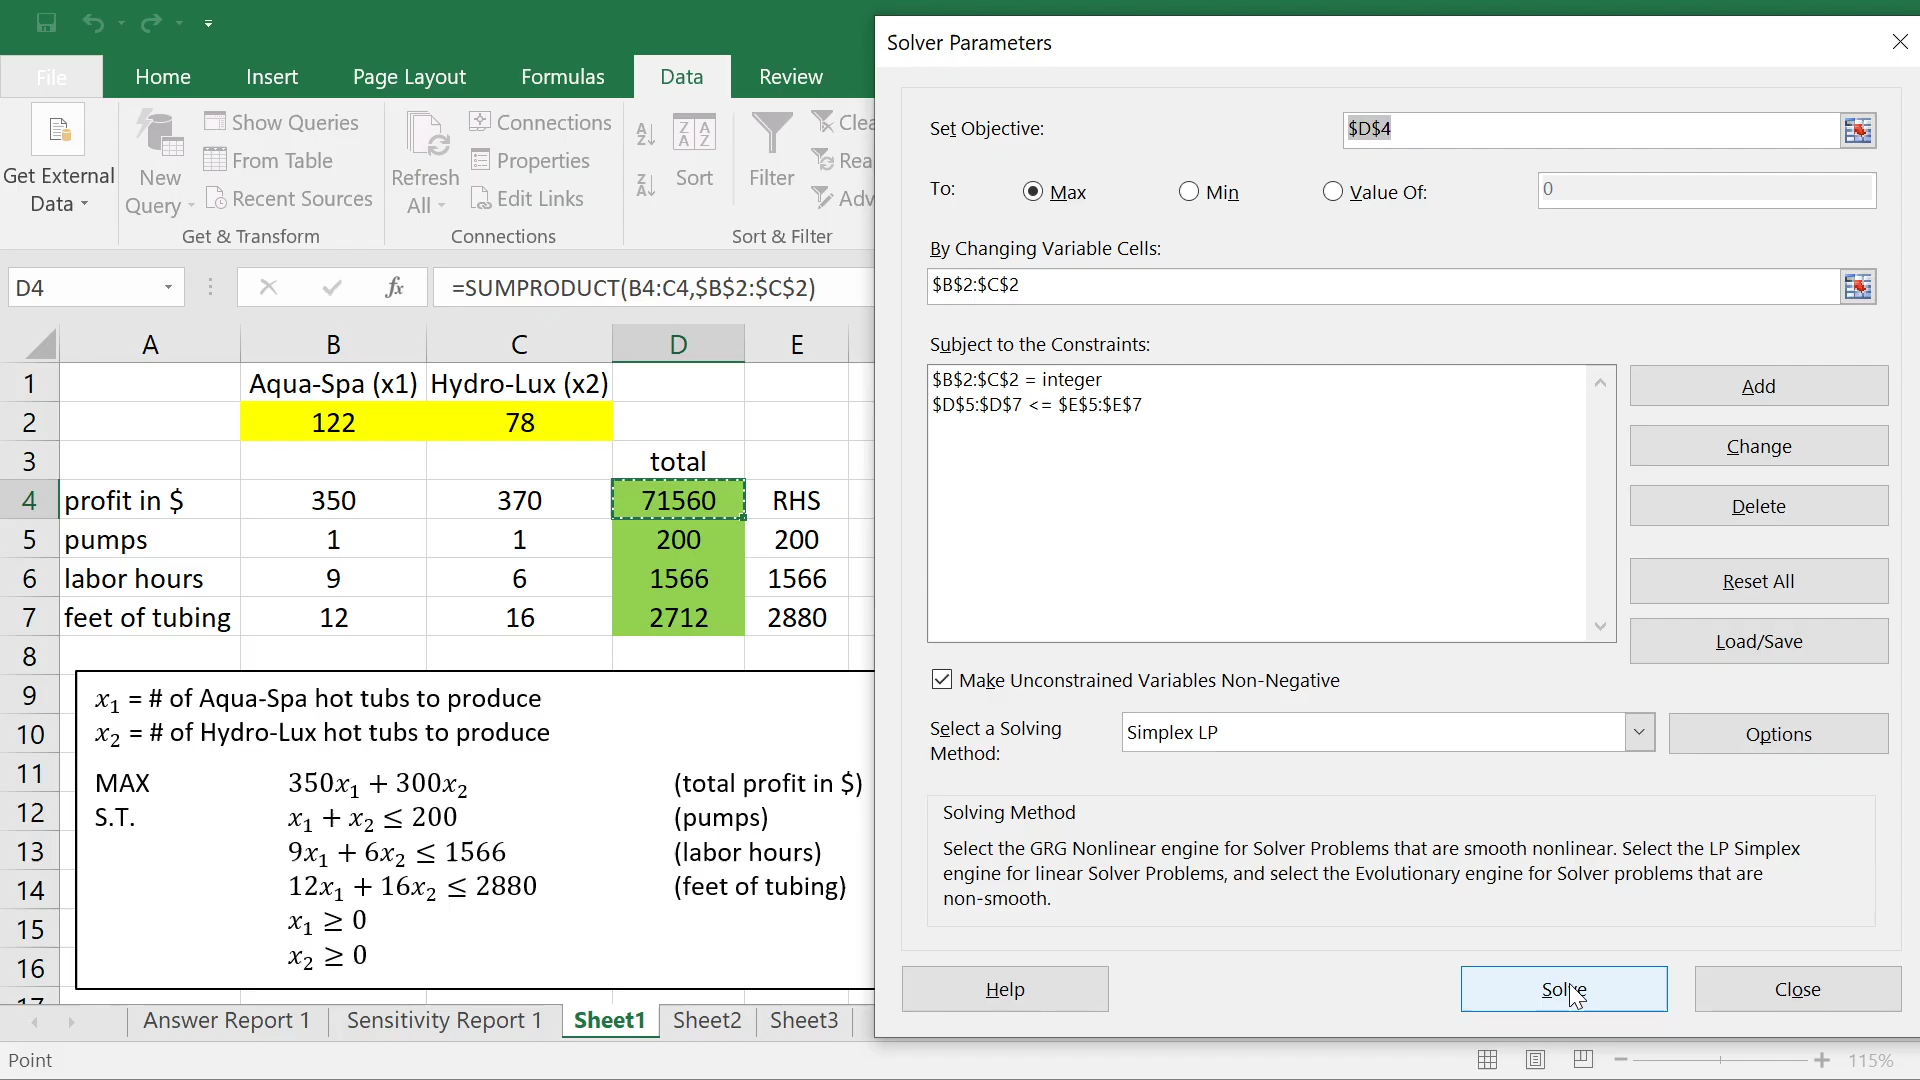 File Home Insert Page Layout Formulas Data Review
Get External Data
New Query
Show Queries
From Table
Recent Sources
Get & Transform
Refresh All
Connections
Properties
Edit Links
Connections
Sort
Filter
Sort & Filter
D4
fx
=SUMPRODUCT(B4:C4,$B$2:$C$2)
A B C D E
1 Aqua-Spa (x1) Hydro-Lux (x2)
2 122 78
3 total
4 profit in $ 350 370 71560 RHS
5 pumps 1 1 200 200
6 labor hours 9 6 1566 1566
7 feet of tubing 12 16 2712 2880
8
9
10
11
12
13
14
15
16
17
x₁ = # of Aqua-Spa hot tubs to produce
x₂ = # of Hydro-Lux hot tubs to produce
MAX 350x₁ + 300x₂ (total profit in $)
S.T. x₁ + x₂ ≤ 200 (pumps)
9x₁ + 6x₂ ≤ 1566 (labor hours)
12x₁ + 16x₂ ≤ 2880 (feet of tubing)
x₁ ≥ 0
x₂ ≥ 0
Answer Report 1 Sensitivity Report 1 Sheet1 Sheet2 Sheet3
Point
115%
Solver Parameters
Set Objective: $D$4
To: Max Min Value Of: 0
By Changing Variable Cells:
$B$2:$C$2
Subject to the Constraints:
$B$2:$C$2 = integer
$D$5:$D$7 <= $E$5:$E$7
Add
Change
Delete
Reset All
Load/Save
Make Unconstrained Variables Non-Negative
Select a Solving Method: Simplex LP
Options
Solving Method
Select the GRG Nonlinear engine for Solver Problems that are smooth nonlinear. Select the LP Simplex
engine for linear Solver Problems, and select the Evolutionary engine for Solver problems that are
non-smooth.
Help Solve Close